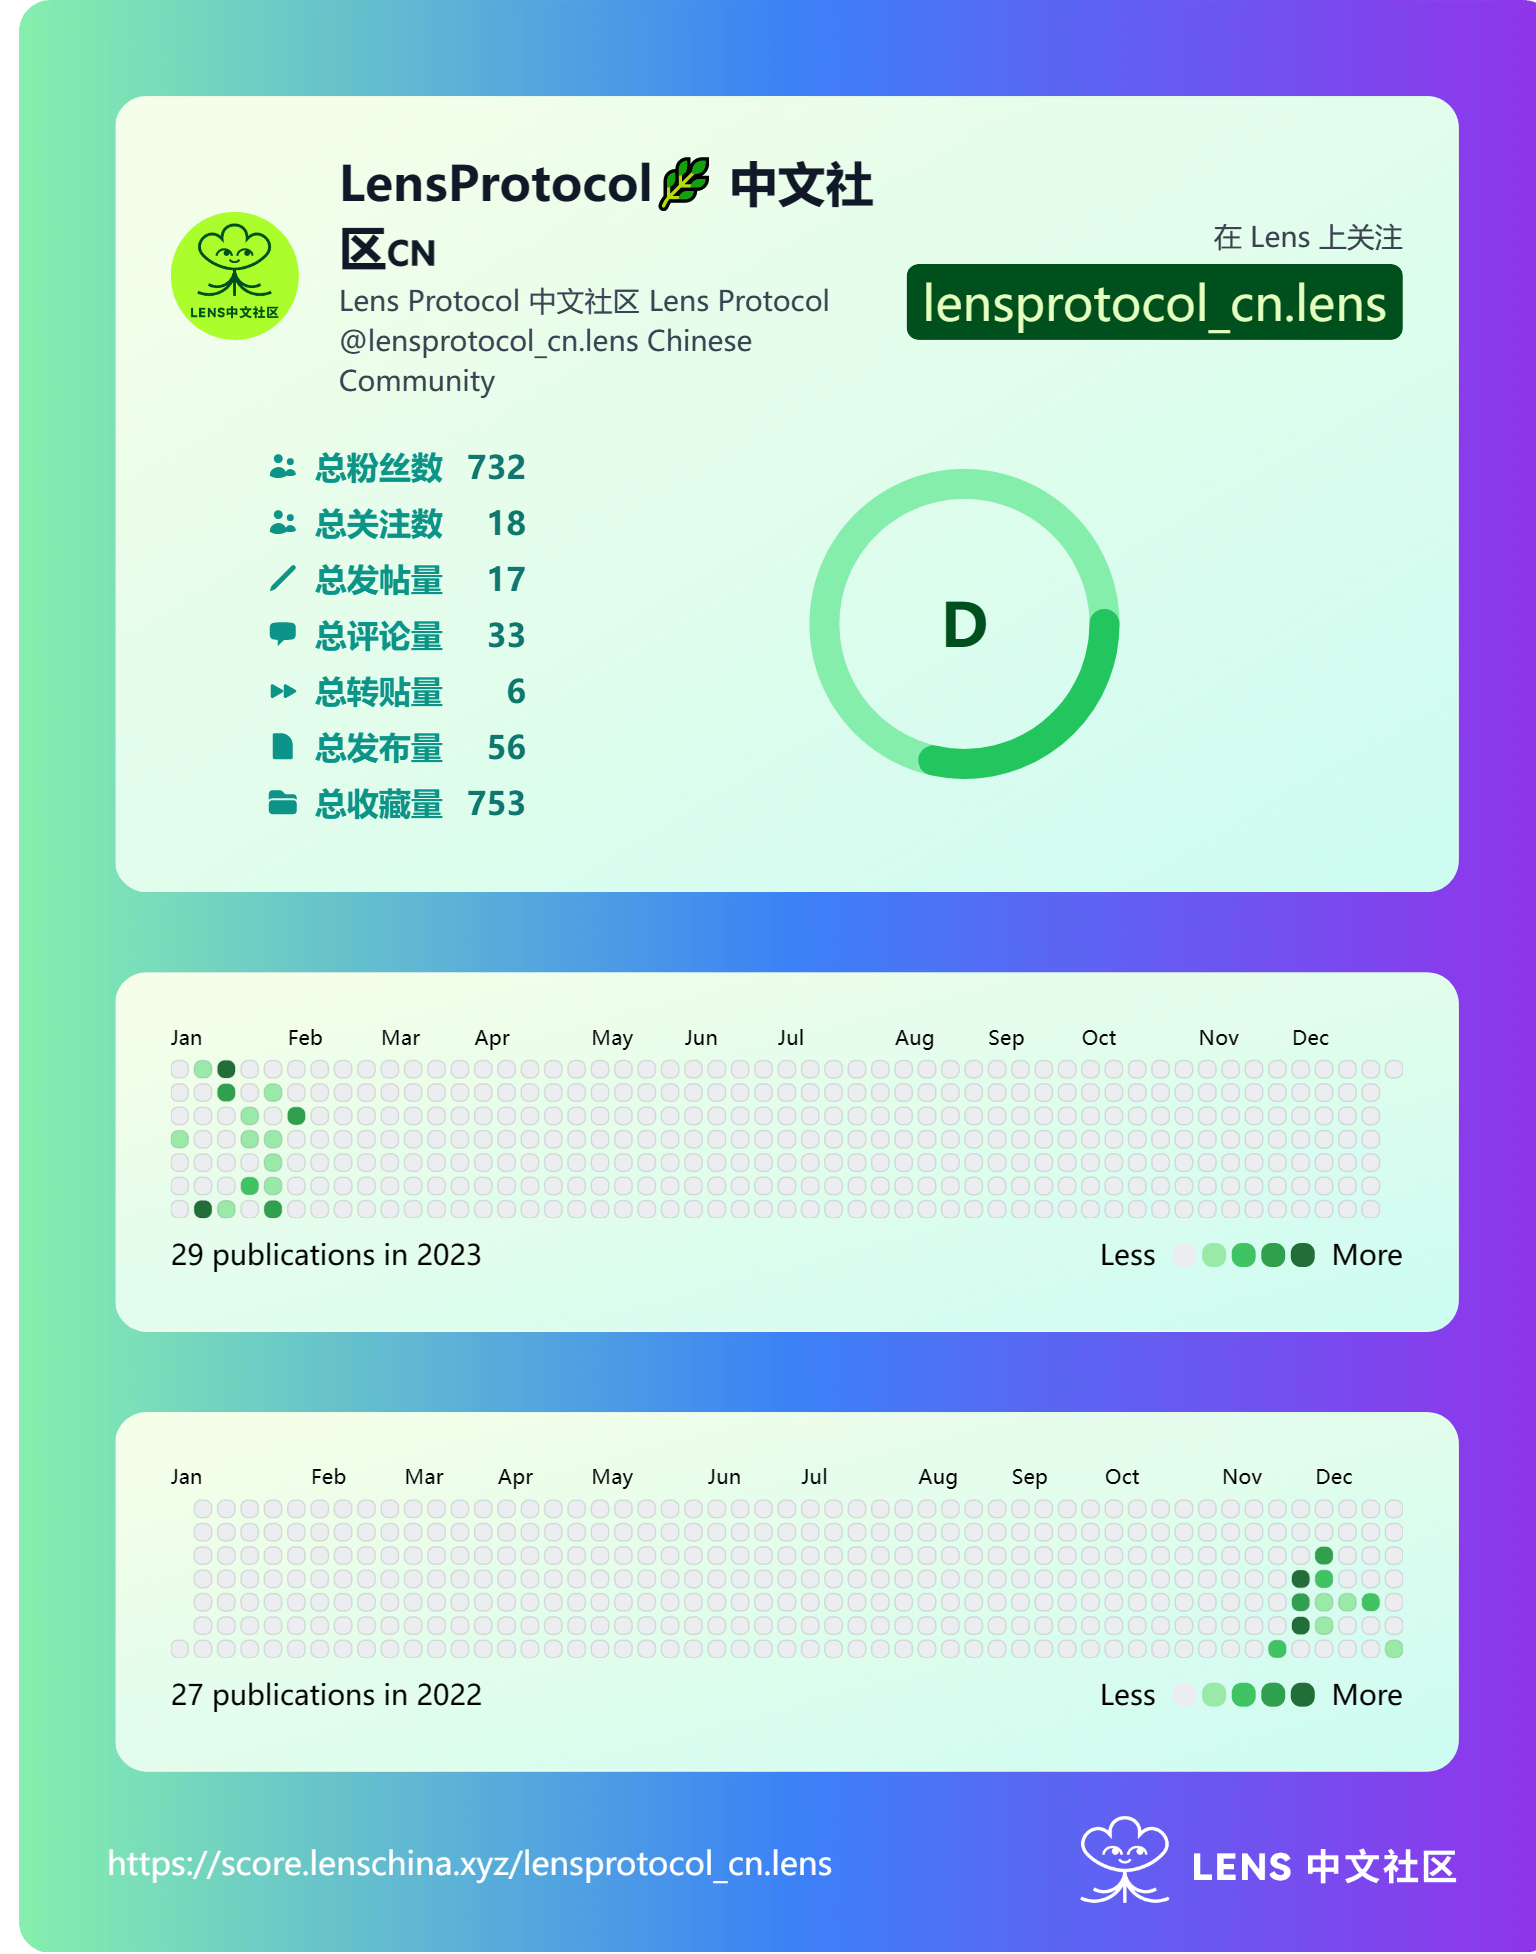 LensProtocol🌿 中文社
区CN
Lens Protocol 中文社区 Lens Protocol
@lensprotocol_cn.lens Chinese
Community
LENS中文社区
在 Lens 上关注
lensprotocol_cn.lens
总粉丝数 732
总关注数 18
总发帖量 17
总评论量 33
总转贴量 6
总发布量 56
总收藏量 753
D
Jan Feb Mar Apr May Jun Jul Aug Sep Oct Nov Dec
29 publications in 2023
Less More
Jan Feb Mar Apr May Jun Jul Aug Sep Oct Nov Dec
27 publications in 2022
Less More
https://score.lenschina.xyz/lensprotocol_cn.lens
LENS 中文社区